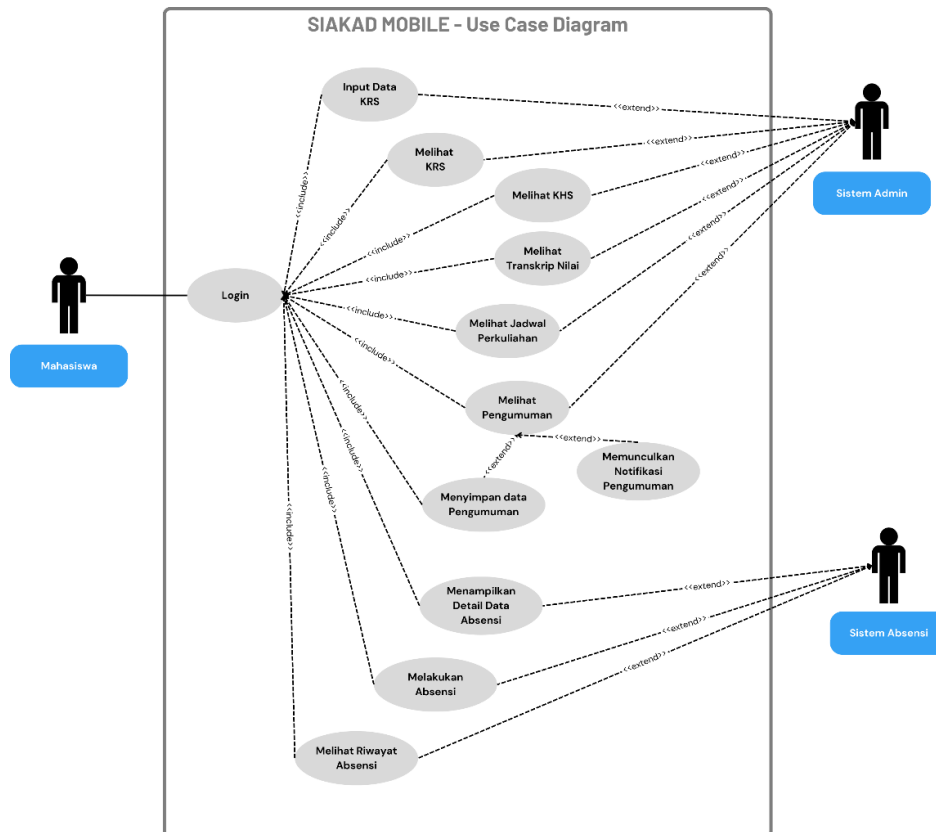 SIAKAD MOBILE - Use Case Diagram
Input Data
KRS
<<extend>>
Melihat
KRS
<<extend>>
Sistem Admin
<<include>>
Melihat KHS
<<extend>>
<<include>>
<<include>>
Melihat
Transkrip Nilai
<<extend>>
<<include>>
Login
<<extend>>
<<include>>
Melihat Jadwal
Perkuliahan
<<extend>>
Mahasiswa
<<include>>
Melihat
Pengumuman
<<extend>>
<<extend>>
Memunculkan
Notifikasi
Pengumuman
<<include>>
Menyimpan data
Pengumuman
<<include>>
<<include>>
<<include>>
Menampilkan
Detail Data
Absensi
<<extend>>
Sistem Absensi
<<extend>>
Melakukan
Absensi
<<extend>>
Melihat Riwayat
Absensi